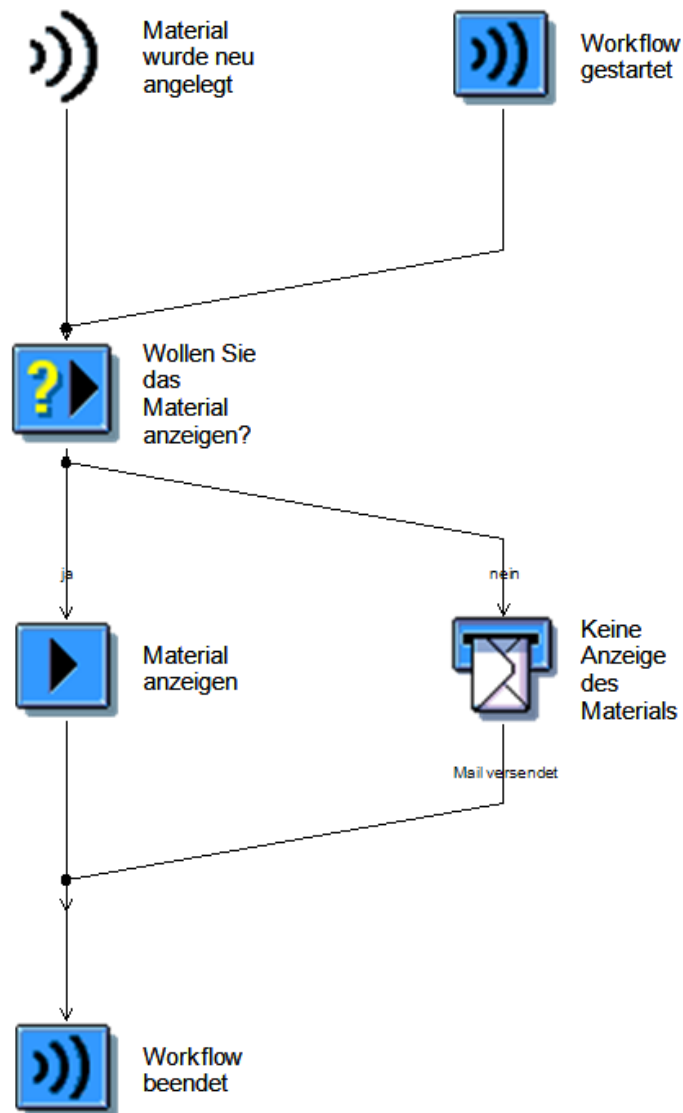 Material
wurde neu
angelegt
Workflow
gestartet
?
Wollen Sie
das
Material
anzeigen?
ja
nein
Material
anzeigen
Keine
Anzeige
des
Materials
Mail versendet
Workflow
beendet